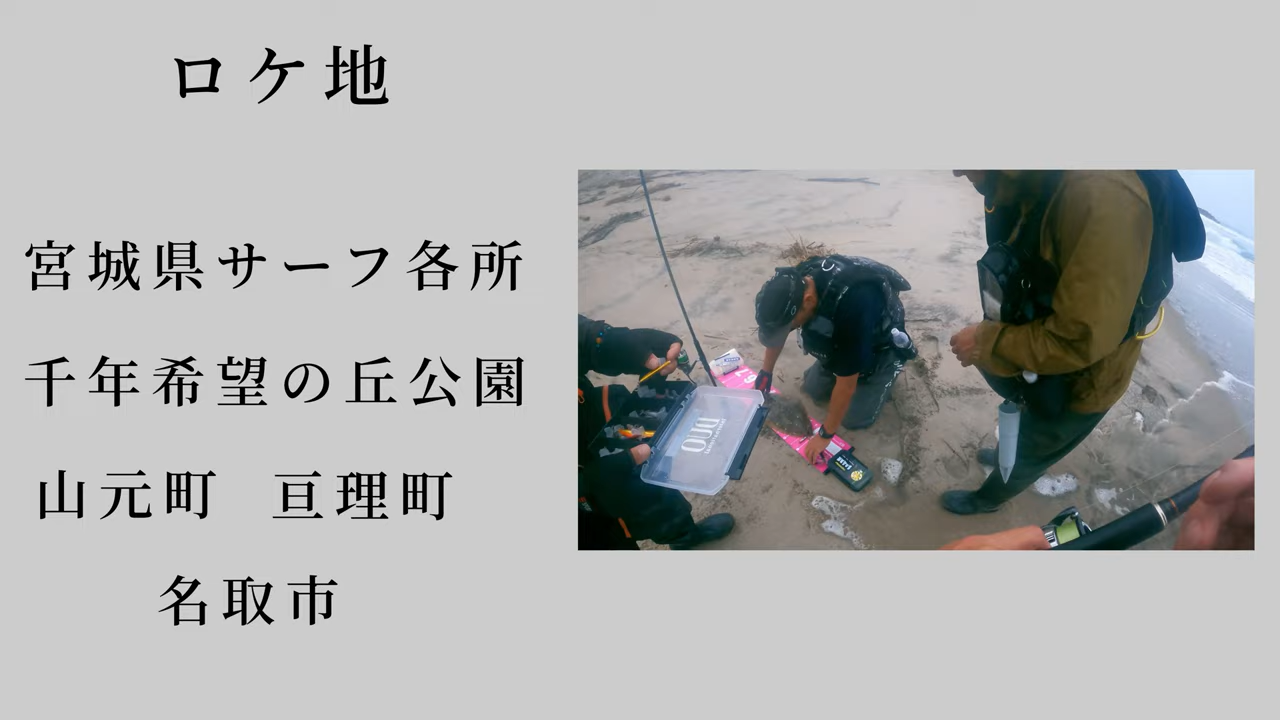 ロケ地
宮城県サーフ各所
千年希望の丘公園
山元町 亘理町
名取市
DUO